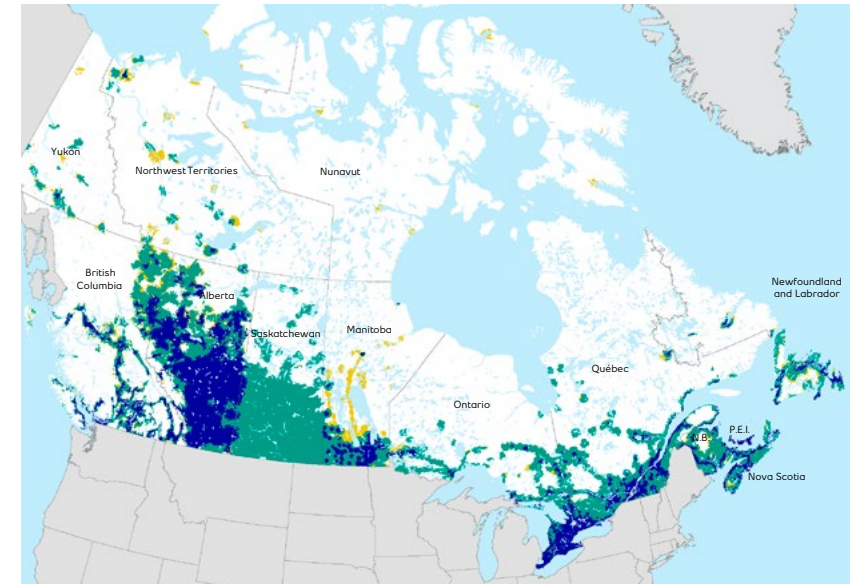 Yukon
Northwest Territories
Nunavut
British
Columbia
Alberta
Saskatchewan
Manitoba
Ontario
Québec
Newfoundland
and Labrador
P.E.I.
N.B.
Nova Scotia